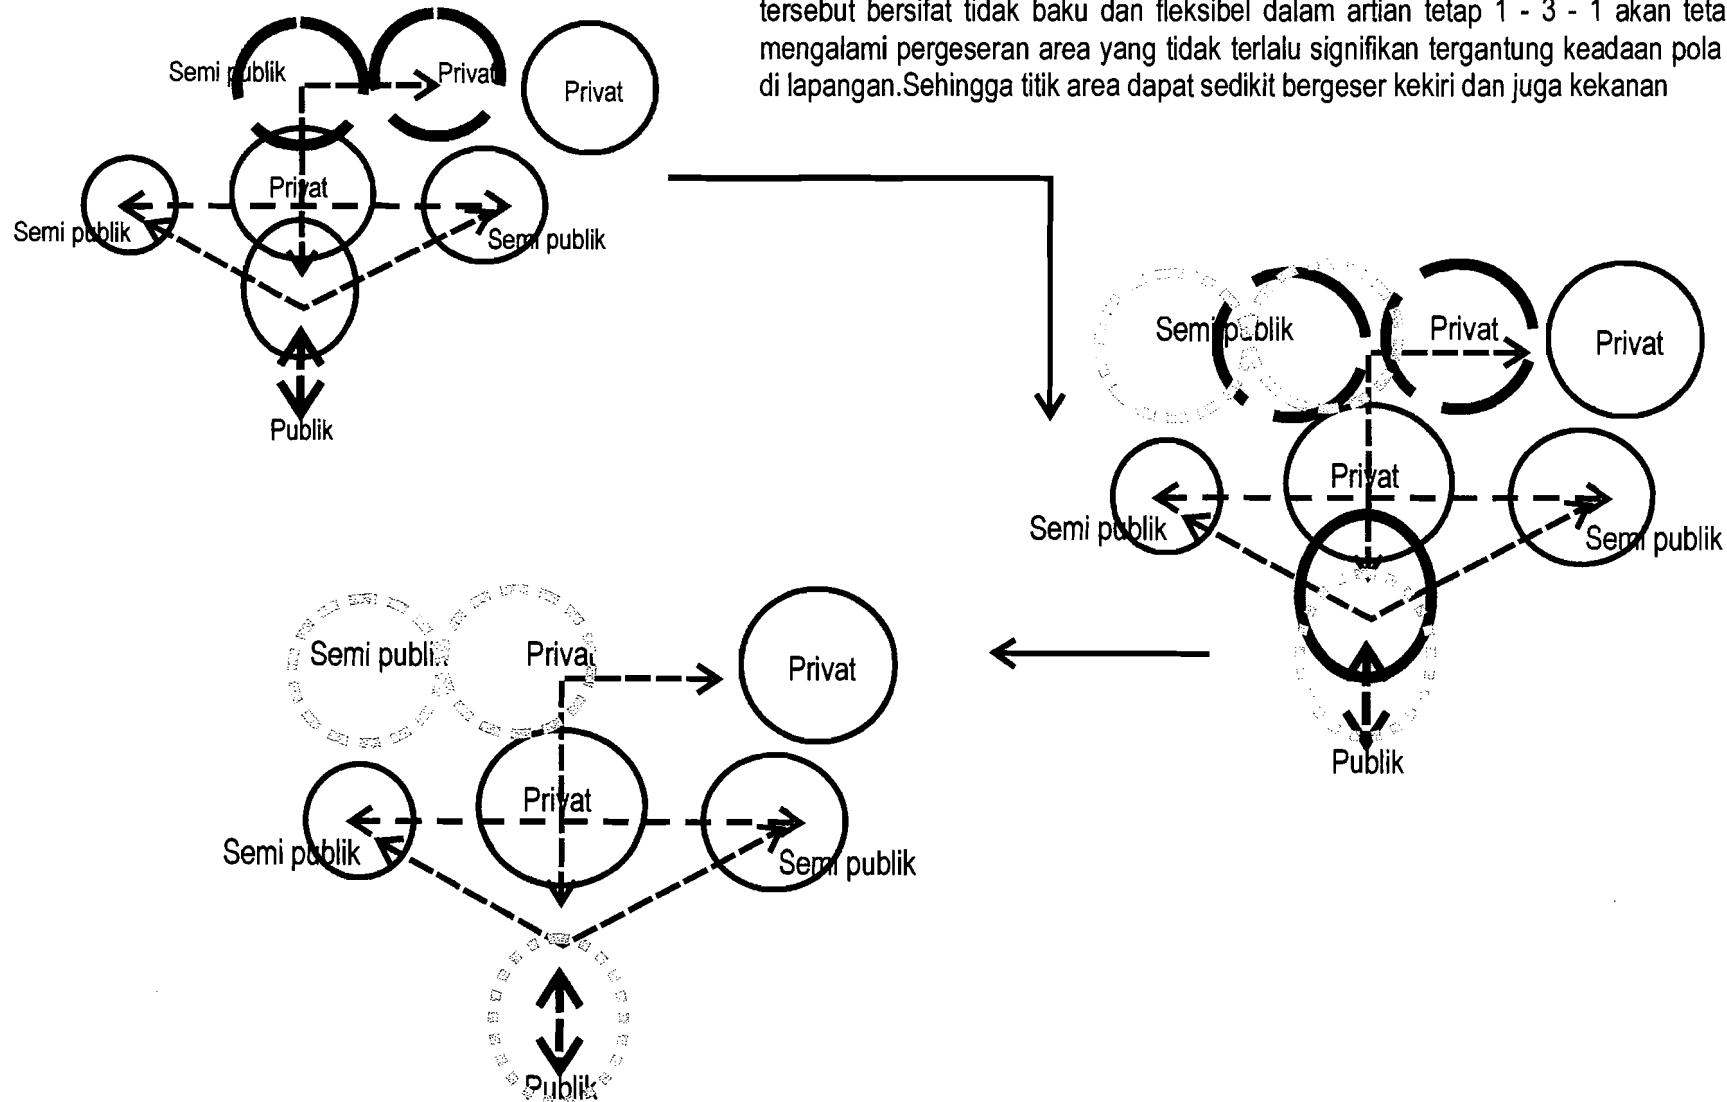 tersebut bersifat tidak baku dan fleksibel dalam artian tetap 1 - 3 - 1 akan teta
mengalami pergeseran area yang tidak terlalu signifikan tergantung keadaan pola
di lapangan.Sehingga titik area dapat sedikit bergeser kekiri dan juga kekanan
Semi publik
Privat
Privat
Privat
Semi publik
Semi publik
Publik
Semi publik
Privat
Privat
Privat
Semi publik
Semi publik
Publik
Semi publik
Privat
Privat
Privat
Semi publik
Semi publik
Publik